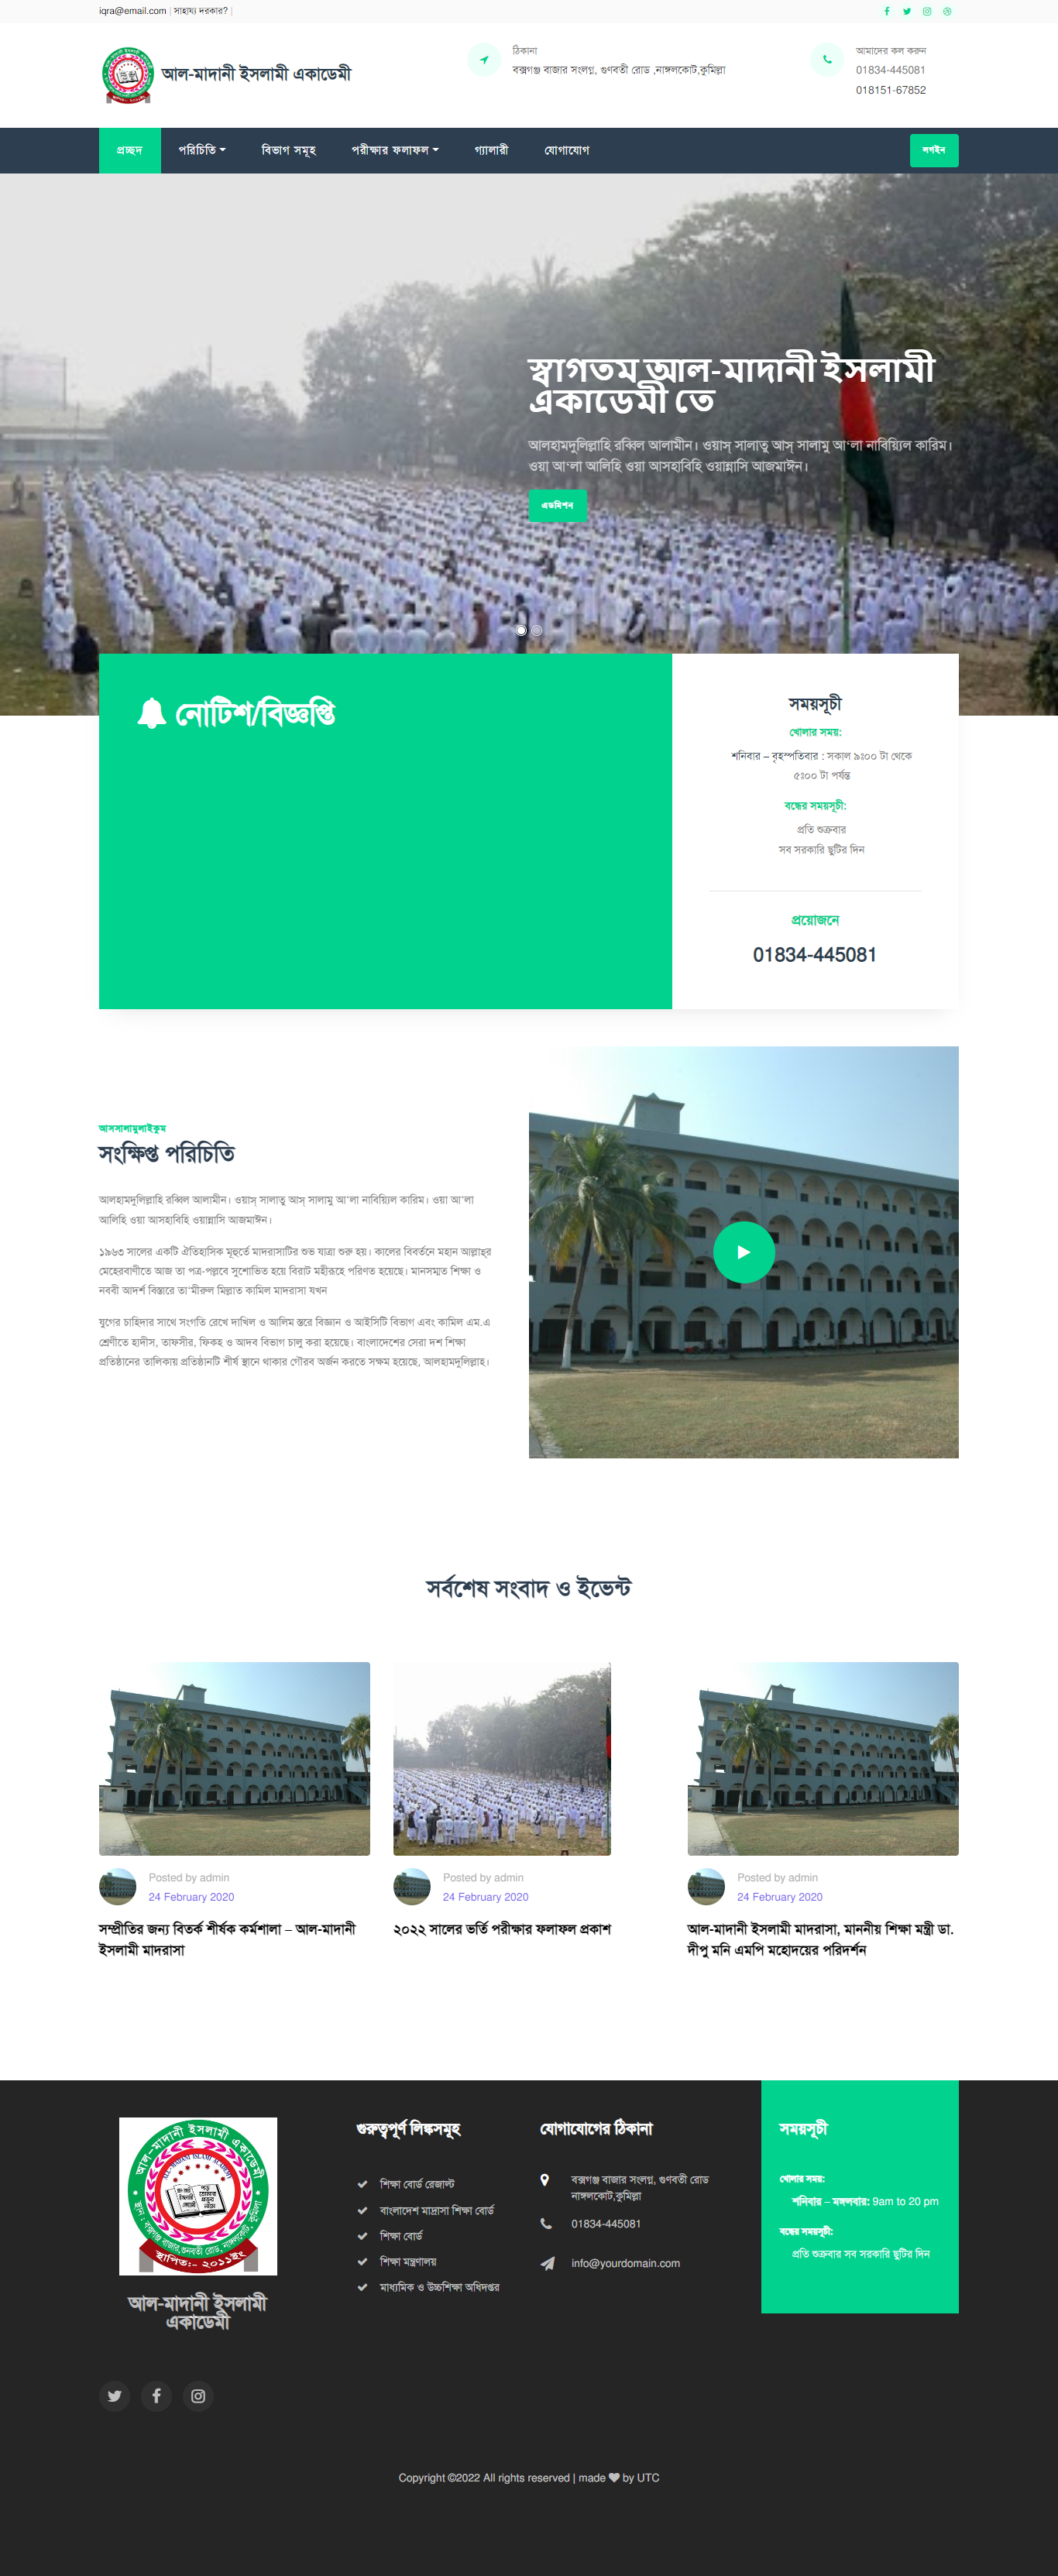 iqra@email.com | সাহায্য দরকার? |
আল-মাদানী ইসলামী একাডেমী
ঠিকানা
বক্সগঞ্জ বাজার সংলগ্ন, গুণবতী রোড ,নাঙ্গলকোট,কুমিল্লা
আমাদের কল করুন
01834-445081
018151-67852
প্রচ্ছদ
পরিচিতি
বিভাগ সমূহ
পরীক্ষার ফলাফল
গ্যালারী
যোগাযোগ
লগইন
স্বাগতম আল-মাদানী ইসলামী
একাডেমী তে
আলহামদুলিল্লাহি রব্বিল আলামীন। ওয়াস্ সালাতু আস্ সালামু আ'লা নাবিয়্যিল কারিম।
ওয়া আ'লা আলিহি ওয়া আসহাবিহি ওয়ান্নাসি আজমাঈন।
এডমিশন
নোটিশ/বিজ্ঞপ্তি
সময়সূচী
খোলার সময়:
শনিবার – বৃহস্পতিবার : সকাল ৯ঃ০০ টা থেকে
৫ঃ০০ টা পর্যন্ত
বন্ধের সময়সূচী:
প্রতি শুক্রবার
সব সরকারি ছুটির দিন
প্রয়োজনে
01834-445081
আসসালামুলাইকুম
সংক্ষিপ্ত পরিচিতি
আলহামদুলিল্লাহি রব্বিল আলামীন। ওয়াস্ সালাতু আস্ সালামু আ'লা নাবিয়্যিল কারিম। ওয়া আ'লা
আলিহি ওয়া আসহাবিহি ওয়ান্নাসি আজমাঈন।
১৯৬৩ সালের একটি ঐতিহাসিক মূহুর্তে মাদরাসাটির শুভ যাত্রা শুরু হয়। কালের বিবর্তনে মহান আল্লাহ্‌র
মেহেরবাণীতে আজ তা পত্র-পল্লবে সুশোভিত হয়ে বিরাট মহীরূহে পরিণত হয়েছে। মানসম্মত শিক্ষা ও
নববী আদর্শ বিস্তারে তা'মীরুল মিল্লাত কামিল মাদরাসা যখন
যুগের চাহিদার সাথে সংগতি রেখে দাখিল ও আলিম স্তরে বিজ্ঞান ও আইসিটি বিভাগ এবং কামিল এম.এ
শ্রেণীতে হাদীস, তাফসীর, ফিকহ ও আদব বিভাগ চালু করা হয়েছে। বাংলাদেশের সেরা দশ শিক্ষা
প্রতিষ্ঠানের তালিকায় প্রতিষ্ঠানটি শীর্ষ স্থানে থাকার গৌরব অর্জন করতে সক্ষম হয়েছে, আলহামদুলিল্লাহ।
সর্বশেষ সংবাদ ও ইভেন্ট
Posted by admin
24 February 2020
সম্প্রীতির জন্য বিতর্ক শীর্ষক কর্মশালা – আল-মাদানী
ইসলামী মাদরাসা
Posted by admin
24 February 2020
২০২২ সালের ভর্তি পরীক্ষার ফলাফল প্রকাশ
Posted by admin
24 February 2020
আল-মাদানী ইসলামী মাদরাসা, মাননীয় শিক্ষা মন্ত্রী ডা.
দীপু মনি এমপি মহোদয়ের পরিদর্শন
আল-মাদানী ইসলামী একাডেমী
AL-MADANI ISLAMI ACADEMY
স্থাপিত:- ২০১১ইং
আল-মাদানী ইসলামী
একাডেমী
গুরুত্বপূর্ণ লিঙ্কসমূহ
শিক্ষা বোর্ড রেজাল্ট
বাংলাদেশ মাদ্রাসা শিক্ষা বোর্ড
শিক্ষা বোর্ড
শিক্ষা মন্ত্রণালয়
মাধ্যমিক ও উচ্চশিক্ষা অধিদপ্তর
যোগাযোগের ঠিকানা
বক্সগঞ্জ বাজার সংলগ্ন, গুণবতী রোড
নাঙ্গলকোট,কুমিল্লা
01834-445081
info@yourdomain.com
সময়সূচী
খোলার সময়:
শনিবার – মঙ্গলবার: 9am to 20 pm
বন্ধের সময়সূচী:
প্রতি শুক্রবার সব সরকারি ছুটির দিন
Copyright ©2022 All rights reserved | made ♥ by UTC